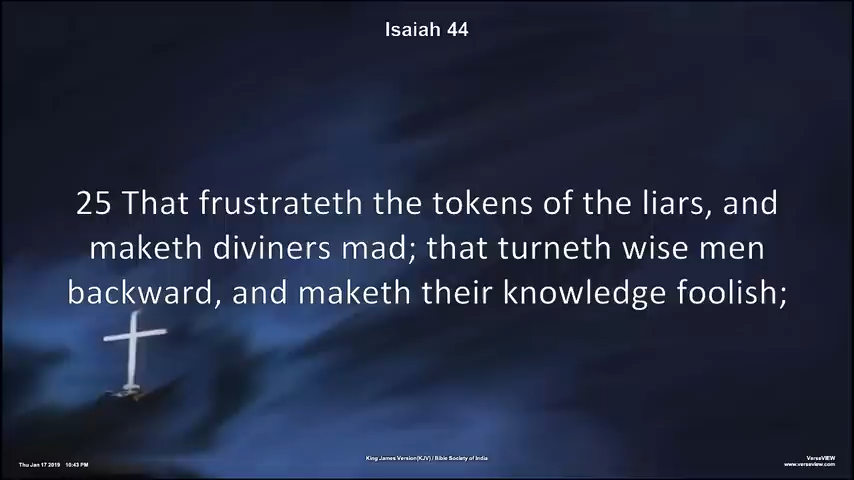 Isaiah 44
25 That frustrateth the tokens of the liars, and
maketh diviners mad; that turneth wise men
backward, and maketh their knowledge foolish;
Thu Jan 17 2019 10:43 PM
King James Version(KJV) / Bible Society of India
VerseVIEW
www.verseview.com